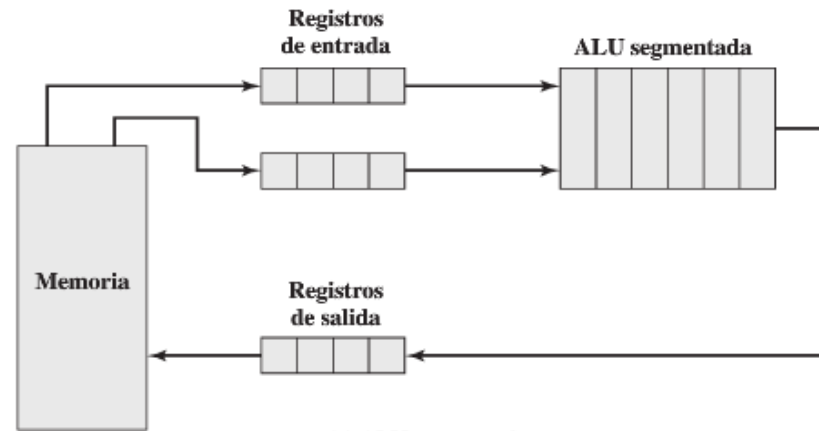 Registros
de entrada
ALU segmentada
Memoria
Registros
de salida